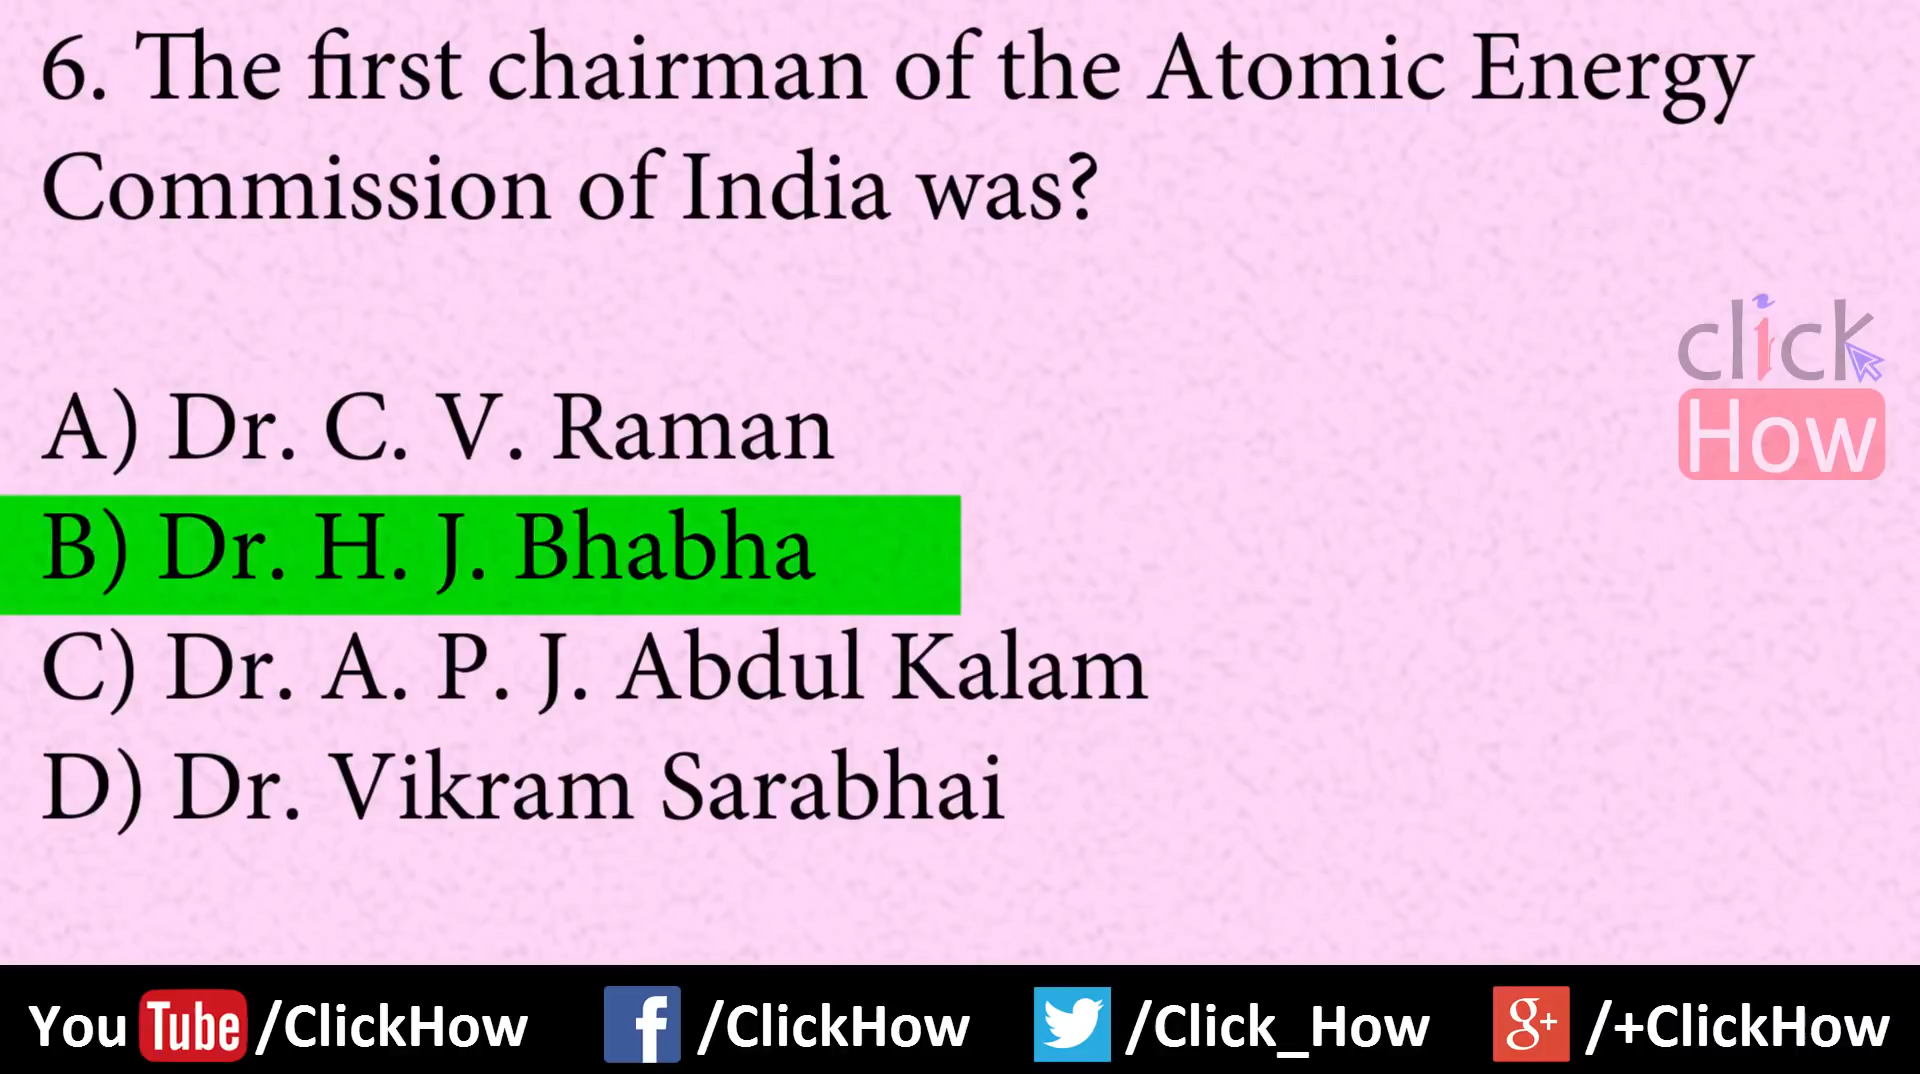 6. The first chairman of the Atomic Energy
Commission of India was?
click
How
A) Dr. C. V. Raman
B) Dr. H. J. Bhabha
C) Dr. A. P. J. Abdul Kalam
D) Dr. Vikram Sarabhai
You Tube /ClickHow f /ClickHow /Click_How g+ /+ClickHow